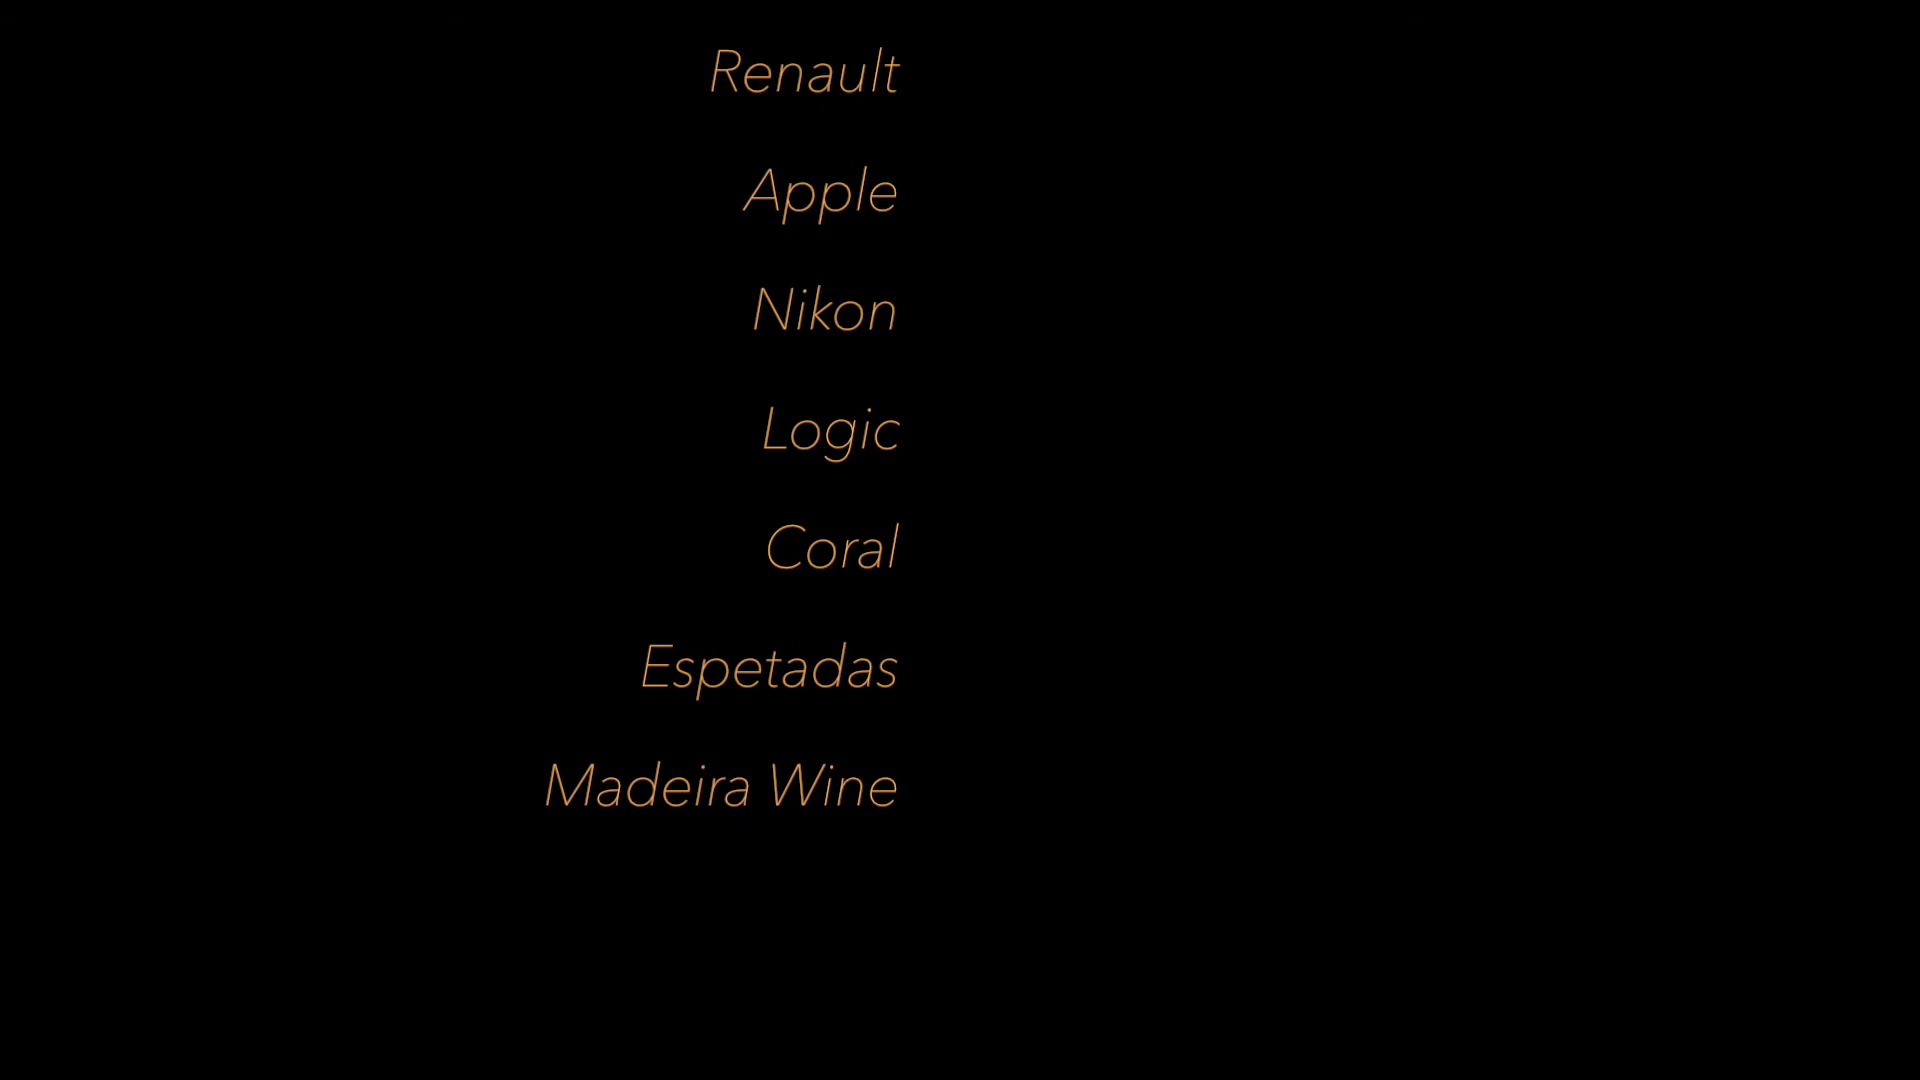 Renault
Apple
Nikon
Logic
Coral
Espetadas
Madeira Wine